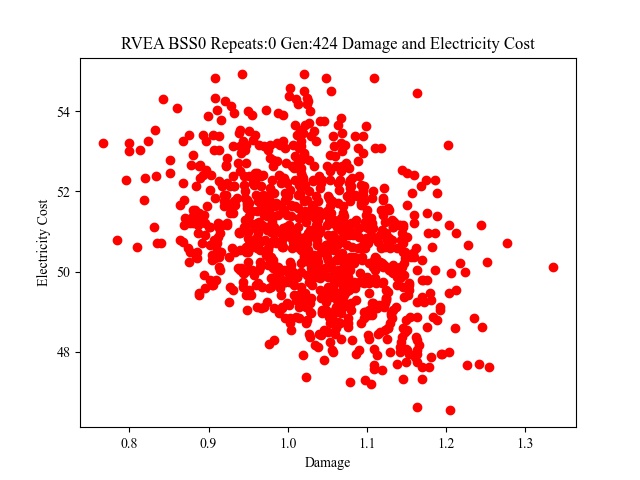 RVEA BSS0 Repeats:0 Gen:424 Damage and Electricity Cost
54
52
50
48
Electricity Cost
0.8 0.9 1.0 1.1 1.2 1.3
Damage